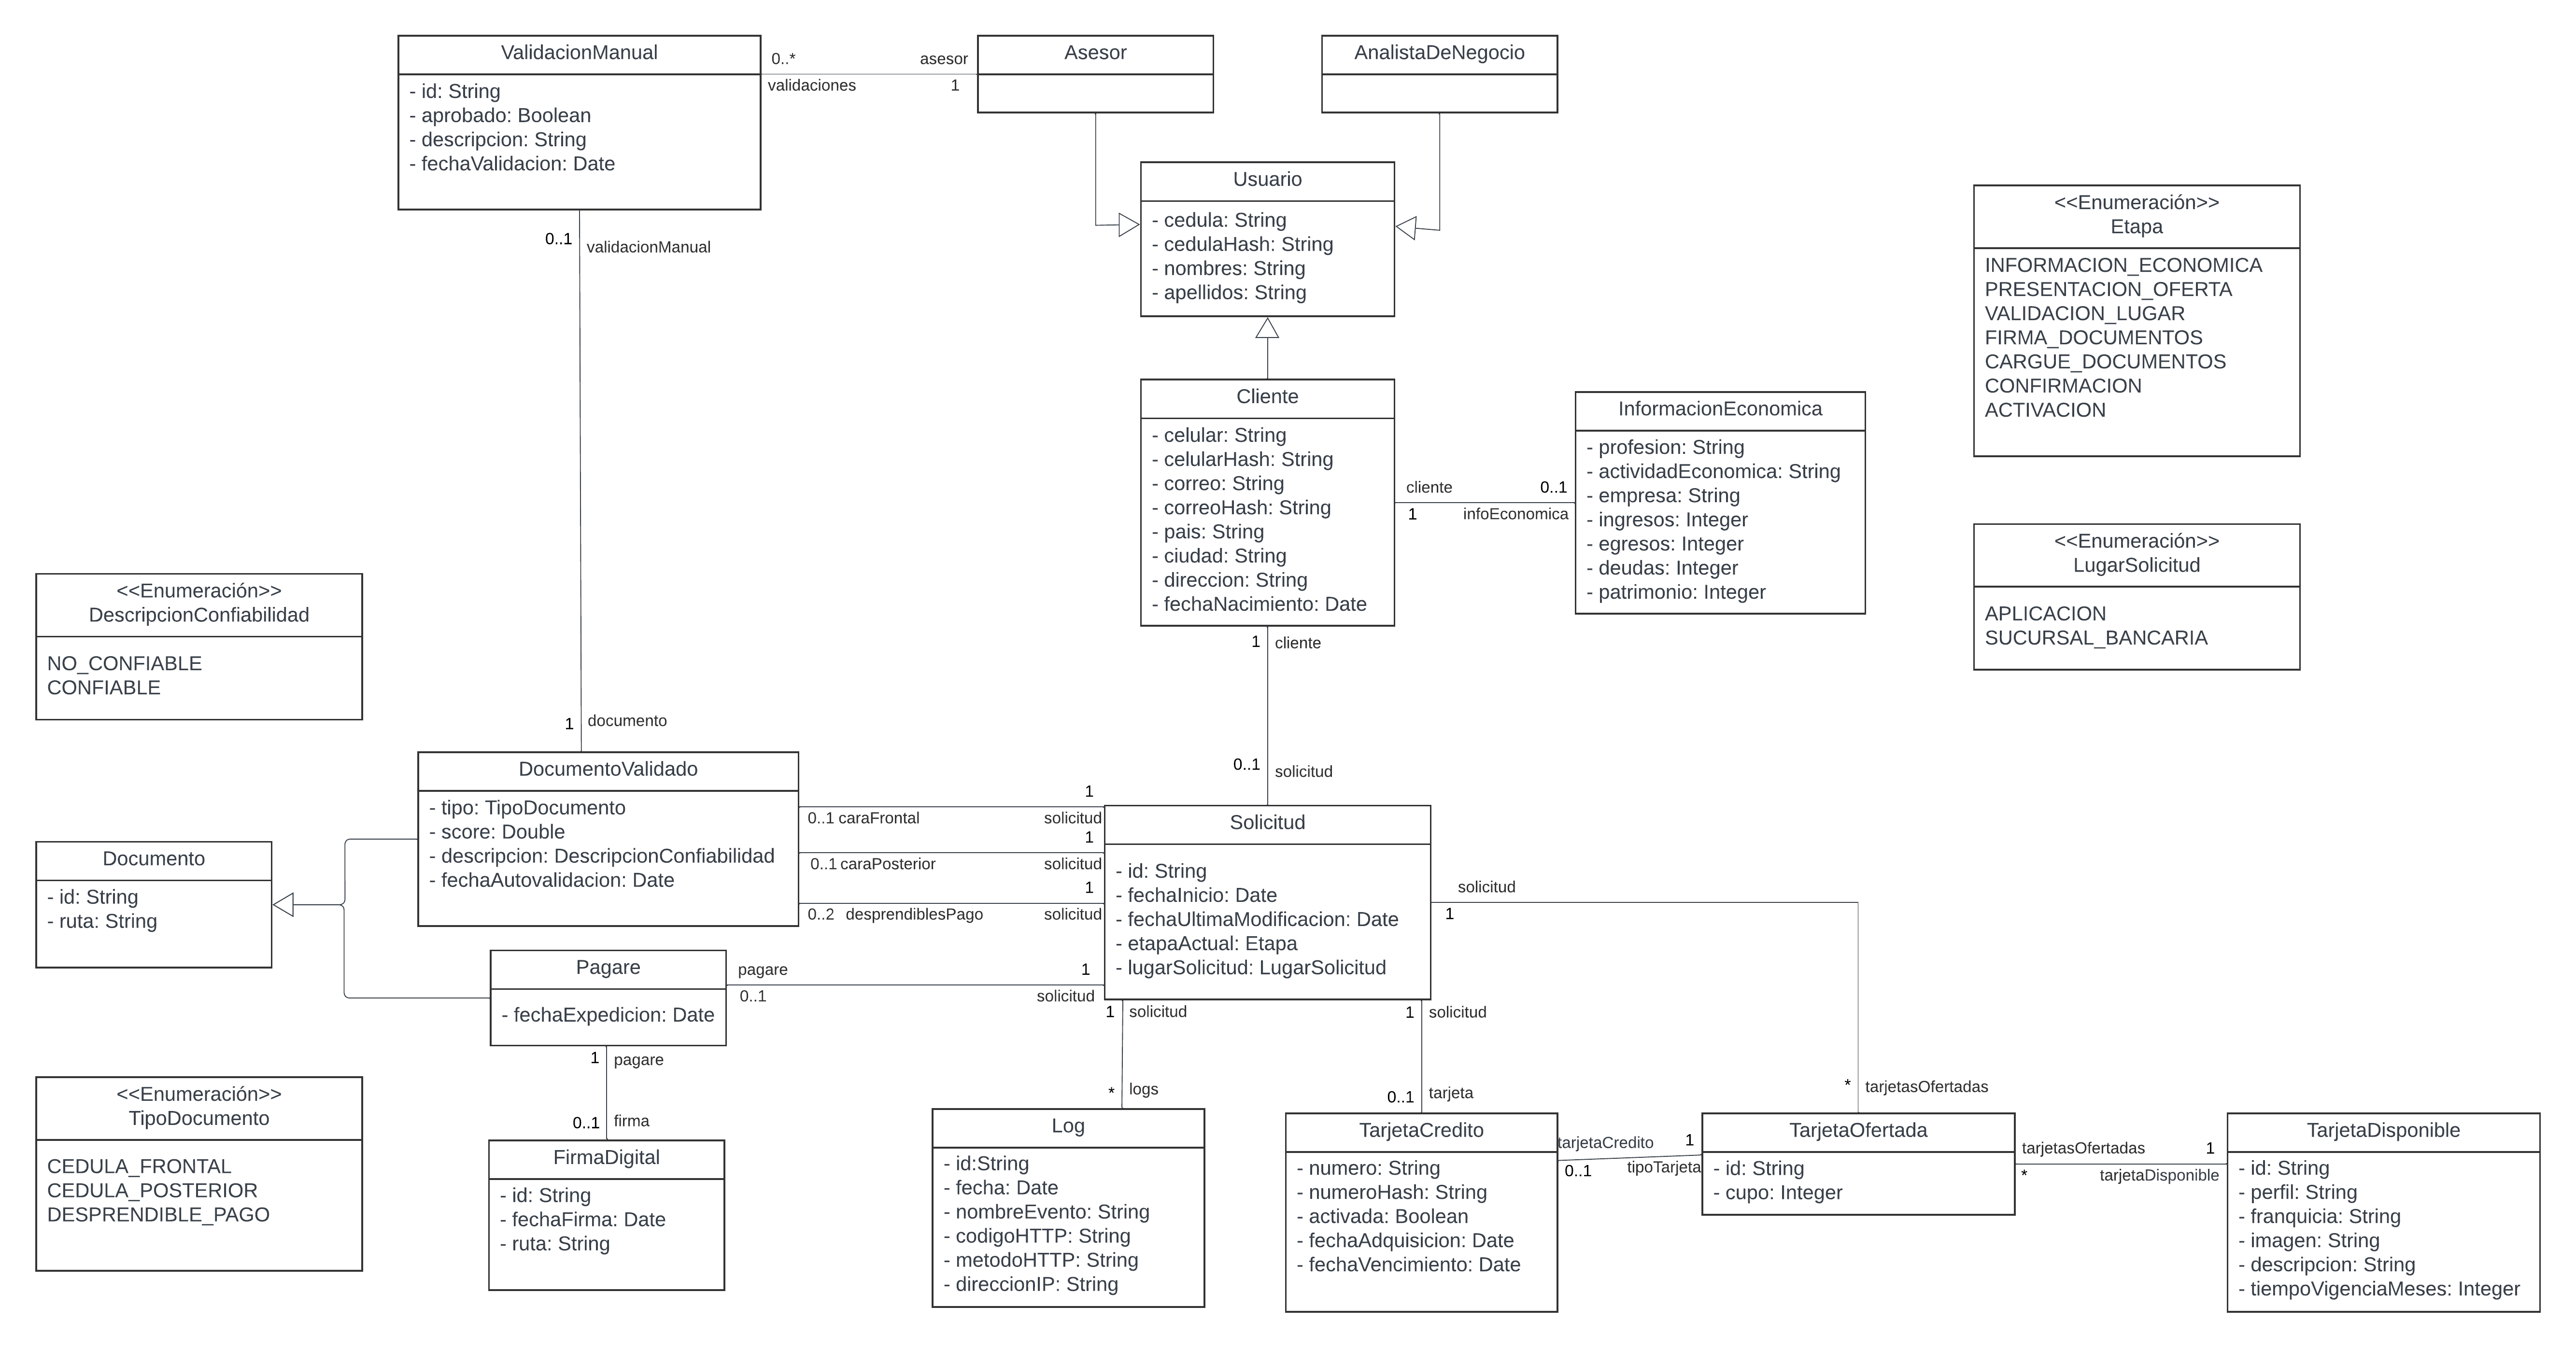 ValidacionManual
- id: String
- aprobado: Boolean
- descripcion: String
- fechaValidacion: Date
0..*
asesor
validaciones
1
Asesor
AnalistaDeNegocio
Usuario
- cedula: String
- cedulaHash: String
- nombres: String
- apellidos: String
<<Enumeración>>
Etapa
INFORMACION_ECONOMICA
PRESENTACION_OFERTA
VALIDACION_LUGAR
FIRMA_DOCUMENTOS
CARGUE_DOCUMENTOS
CONFIRMACION
ACTIVACION
0..1
validacionManual
Cliente
- celular: String
- celularHash: String
- correo: String
- correoHash: String
- pais: String
- ciudad: String
- direccion: String
- fechaNacimiento: Date
cliente
0..1
1
infoEconomica
InformacionEconomica
- profesion: String
- actividadEconomica: String
- empresa: String
- ingresos: Integer
- egresos: Integer
- deudas: Integer
- patrimonio: Integer
<<Enumeración>>
LugarSolicitud
APLICACION
SUCURSAL_BANCARIA
<<Enumeración>>
DescripcionConfiabilidad
NO_CONFIABLE
CONFIABLE
1
cliente
0..1
solicitud
1
documento
DocumentoValidado
- tipo: TipoDocumento
- score: Double
- descripcion: DescripcionConfiabilidad
- fechaAutovalidacion: Date
1
0..1 caraFrontal
solicitud
1
0..1 caraPosterior
solicitud
1
0..2 desprendiblesPago
solicitud
Solicitud
- id: String
- fechaInicio: Date
- fechaUltimaModificacion: Date
- etapaActual: Etapa
- lugarSolicitud: LugarSolicitud
solicitud
1
Documento
- id: String
- ruta: String
Pagare
- fechaExpedicion: Date
pagare
1
0..1
solicitud
1
solicitud
1
solicitud
1
pagare
0..1
firma
*
logs
0..1
tarjeta
*
tarjetasOfertadas
<<Enumeración>>
TipoDocumento
CEDULA_FRONTAL
CEDULA_POSTERIOR
DESPRENDIBLE_PAGO
FirmaDigital
- id: String
- fechaFirma: Date
- ruta: String
Log
- id:String
- fecha: Date
- nombreEvento: String
- codigoHTTP: String
- metodoHTTP: String
- direccionIP: String
TarjetaCredito
- numero: String
- numeroHash: String
- activada: Boolean
- fechaAdquisicion: Date
- fechaVencimiento: Date
tarjetaCredito
1
0..1
tipoTarjeta
TarjetaOfertada
- id: String
- cupo: Integer
tarjetasOfertadas
1
*
tarjetaDisponible
TarjetaDisponible
- id: String
- perfil: String
- franquicia: String
- imagen: String
- descripcion: String
- tiempoVigenciaMeses: Integer